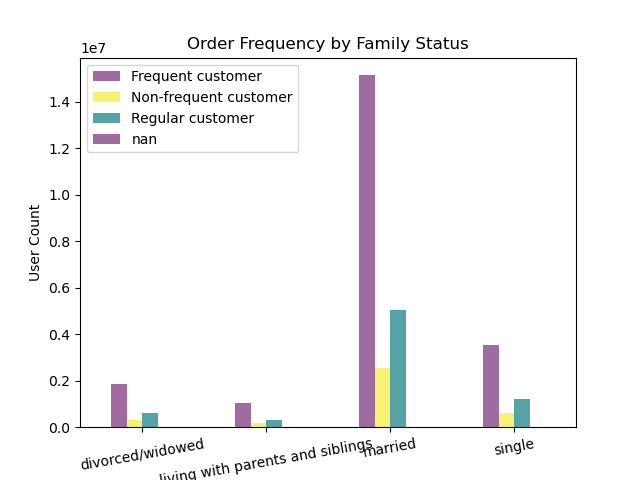 Order Frequency by Family Status
1e7
Frequent customer
Non-frequent customer
Regular customer
nan
User Count
1.4
1.2
1.0
0.8
0.6
0.4
0.2
0.0
divorced/widowed
living with parents and siblings
married
single